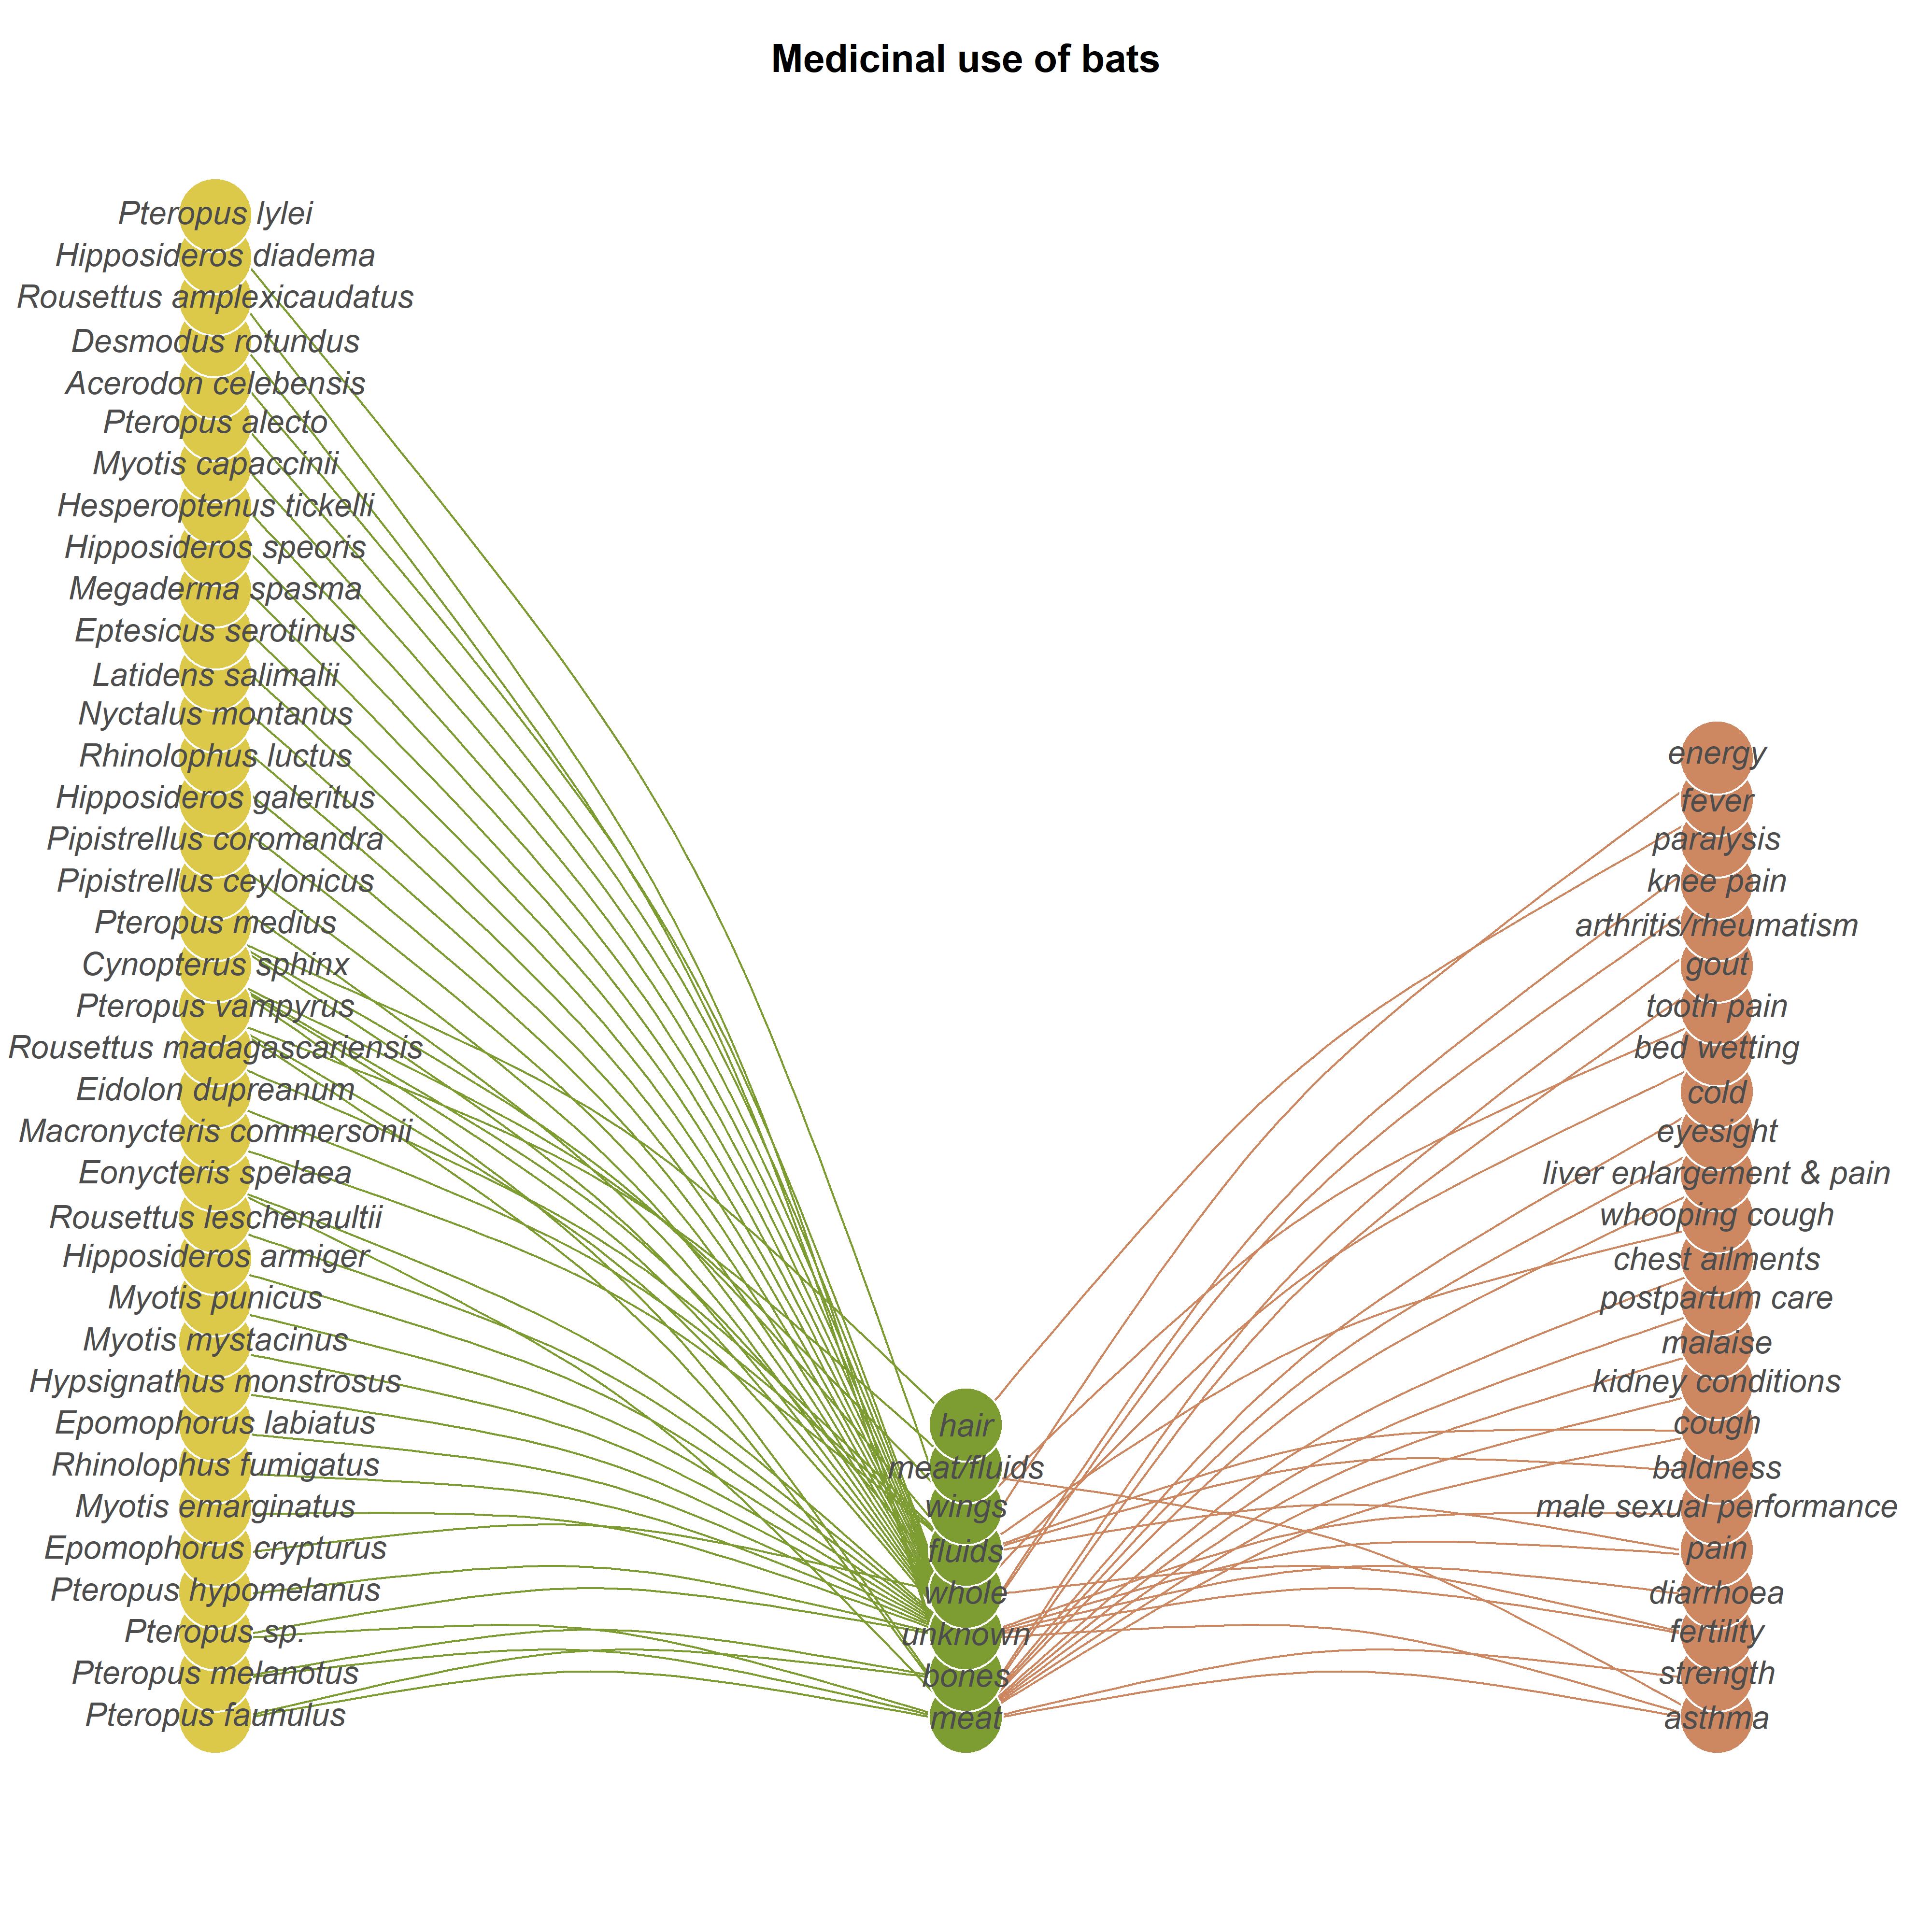 Medicinal use of bats
Pteropus lylei
Hipposideros diadema
Rousettus amplexicaudatus
Desmodus rotundus
Acerodon celebensis
Pteropus alecto
Myotis capaccinii
Hesperoptenus tickelli
Hipposideros speoris
Megaderma spasma
Eptesicus serotinus
Latidens salimalii
Nyctalus montanus
Rhinolophus luctus
Hipposideros galeritus
Pipistrellus coromandra
Pipistrellus ceylonicus
Pteropus medius
Cynopterus sphinx
Pteropus vampyrus
Rousettus madagascariensis
Eidolon dupreanum
Macronycteris commersonii
Eonycteris spelaea
Rousettus leschenaultii
Hipposideros armiger
Myotis punicus
Myotis mystacinus
Hypsignathus monstrosus
Epomophorus labiatus
Rhinolophus fumigatus
Myotis emarginatus
Epomophorus crypturus
Pteropus hypomelanus
Pteropus sp.
Pteropus melanotus
Pteropus faunulus
hair
meat/fluids
wings
fluids
whole
unknown
bones
meat
energy
fever
paralysis
knee pain
arthritis/rheumatism
gout
tooth pain
bed wetting
cold
eyesight
liver enlargement & pain
whooping cough
chest ailments
postpartum care
malaise
kidney conditions
cough
baldness
male sexual performance
pain
diarrhoea
fertility
strength
asthma